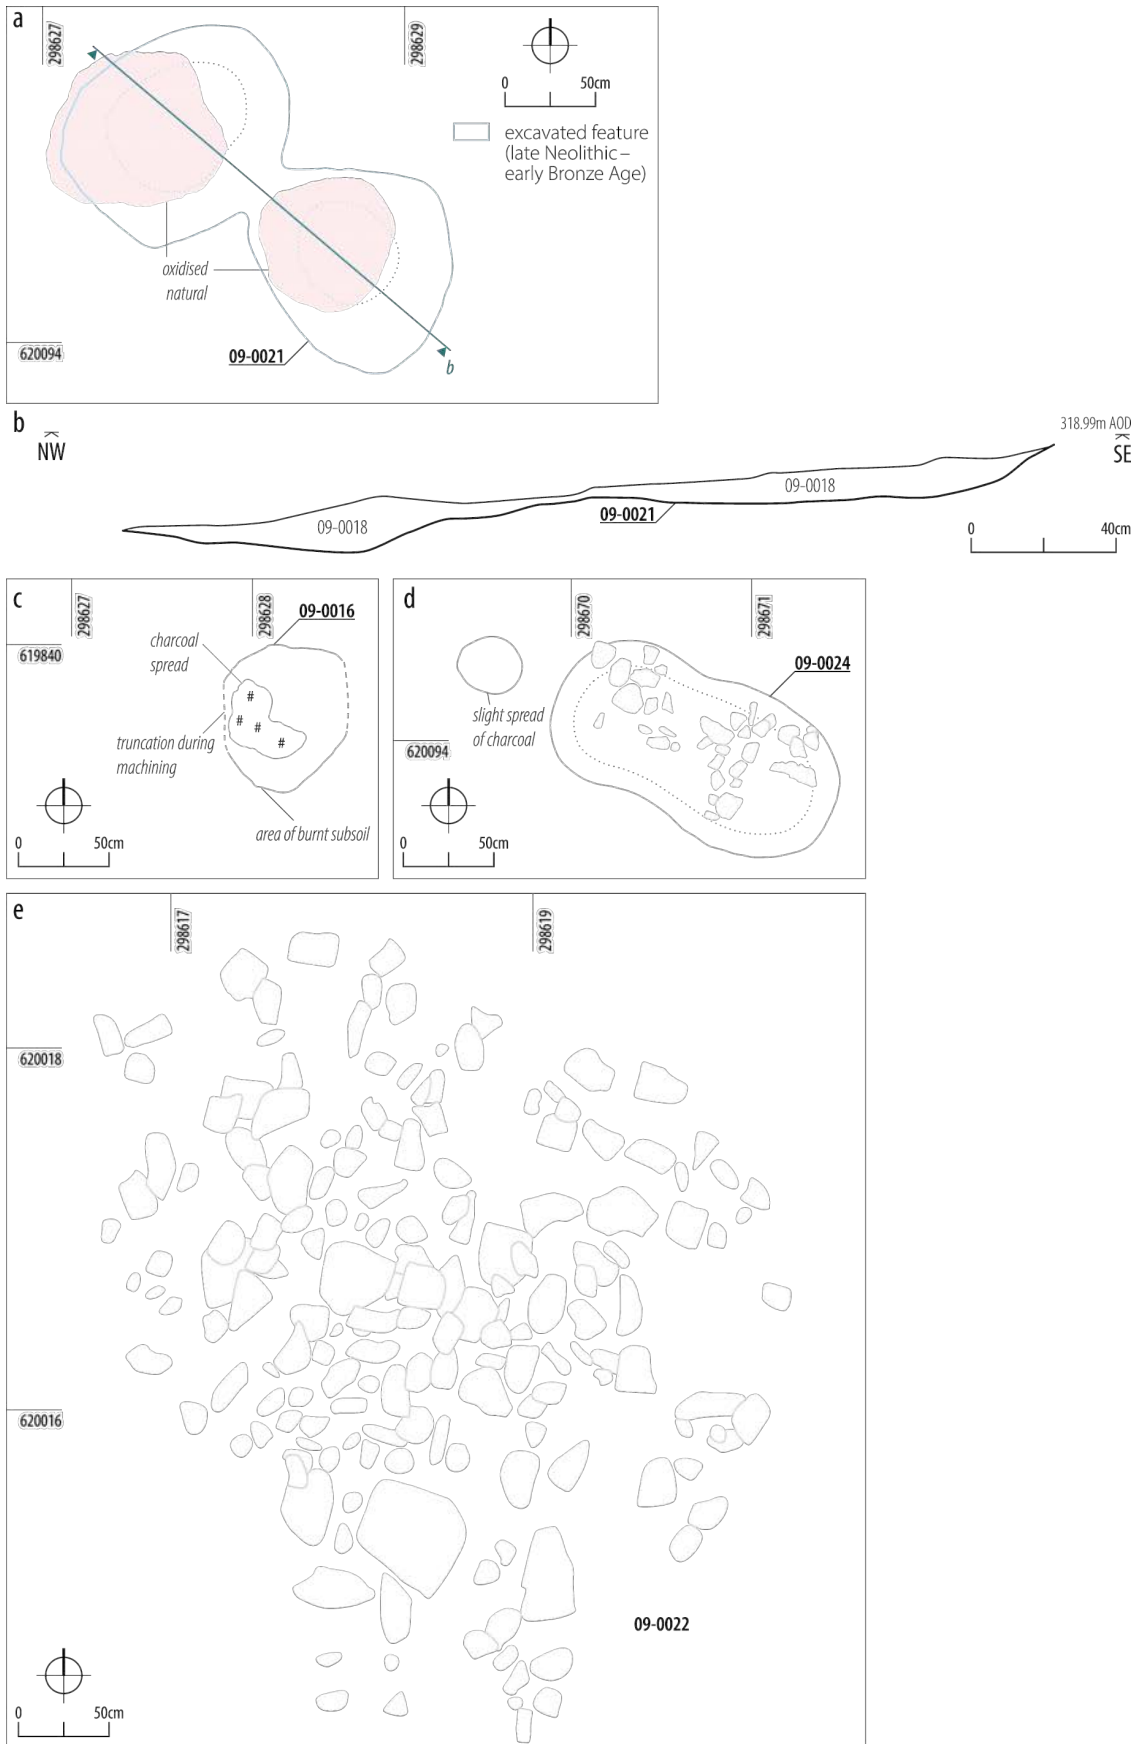 a
298627
298629
0
50cm
excavated feature
(late Neolithic–
early Bronze Age)
oxidised
natural
620094
09-0021
b
b
NW
318.99m AOD
SE
09-0018
09-0018
09-0021
0
40cm
c
298627
298628
09-0016
619840
charcoal
spread
#
#
#
#
truncation during
machining
area of burnt subsoil
0
50cm
d
298670
298671
09-0024
slight spread
of charcoal
620094
0
50cm
e
298617
298619
620018
620016
09-0022
0
50cm